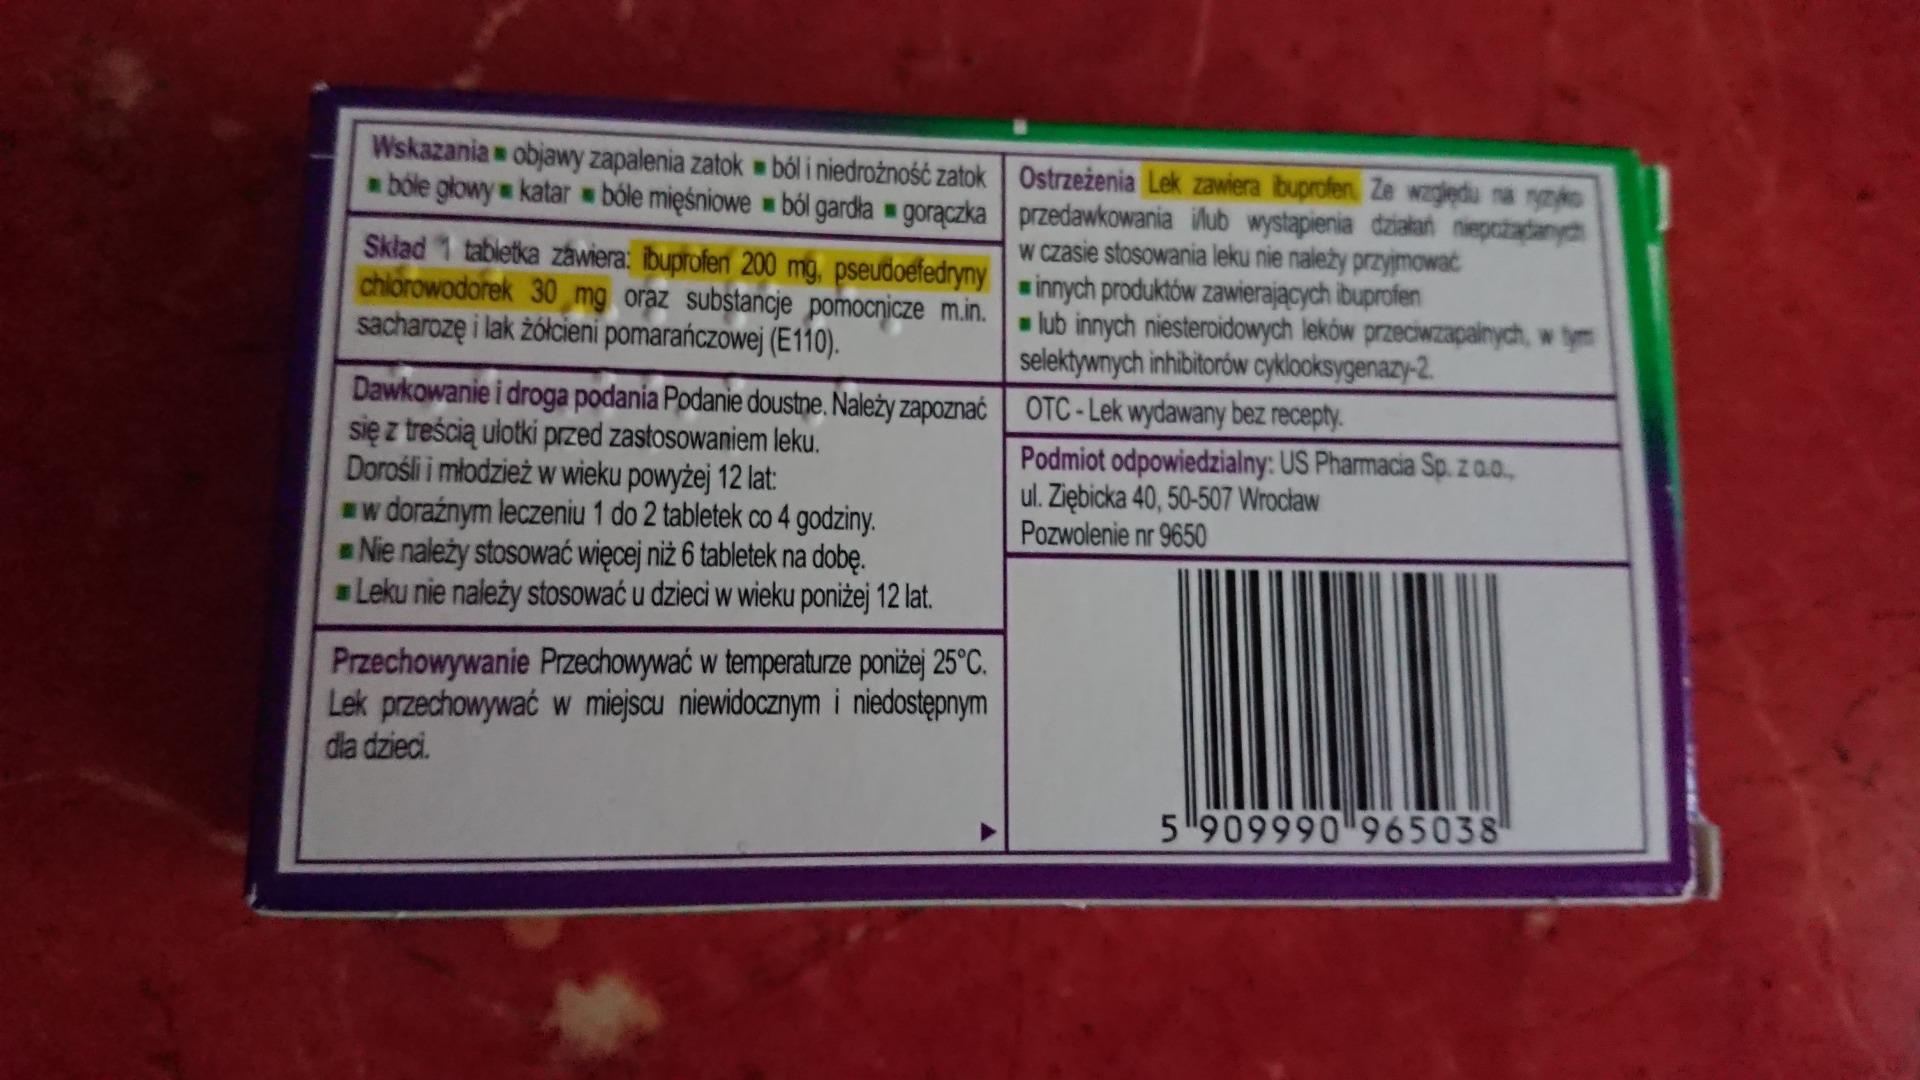 Wskazania ▪ objawy zapalenia zatok ▪ ból i niedrożność zatok
▪ bóle głowy ▪ katar ▪ bóle mięśniowe ▪ ból gardła ▪ gorączka
Skład 1 tabletka zawiera: ibuprofen 200 mg, pseudoefedryny
chlorowodorek 30 mg oraz substancje pomocnicze m.in.
sacharozę i lak żółcieni pomarańczowej (E110).
Dawkowanie i droga podania Podanie doustne. Należy zapoznać
się z treścią ulotki przed zastosowaniem leku.
Dorośli i młodzież w wieku powyżej 12 lat:
▪ w doraźnym leczeniu 1 do 2 tabletek co 4 godziny.
▪ Nie należy stosować więcej niż 6 tabletek na dobę.
▪ Leku nie należy stosować u dzieci w wieku poniżej 12 lat.
Przechowywanie Przechowywać w temperaturze poniżej 25°C.
Lek przechowywać w miejscu niewidocznym i niedostępnym
dla dzieci.
Ostrzeżenia Lek zawiera ibuprofen. Ze względu na ryzyko
przedawkowania i/lub wystąpienia działań niepożądanych
w czasie stosowania leku nie należy przyjmować
▪ innych produktów zawierających ibuprofen
▪ lub innych niesteroidowych leków przeciwzapalnych, w tym
selektywnych inhibitorów cyklooksygenazy-2.
OTC - Lek wydawany bez recepty.
Podmiot odpowiedzialny: US Pharmacia Sp. z o.o.,
ul. Ziębicka 40, 50-507 Wrocław
Pozwolenie nr 9650
5 909990 965038